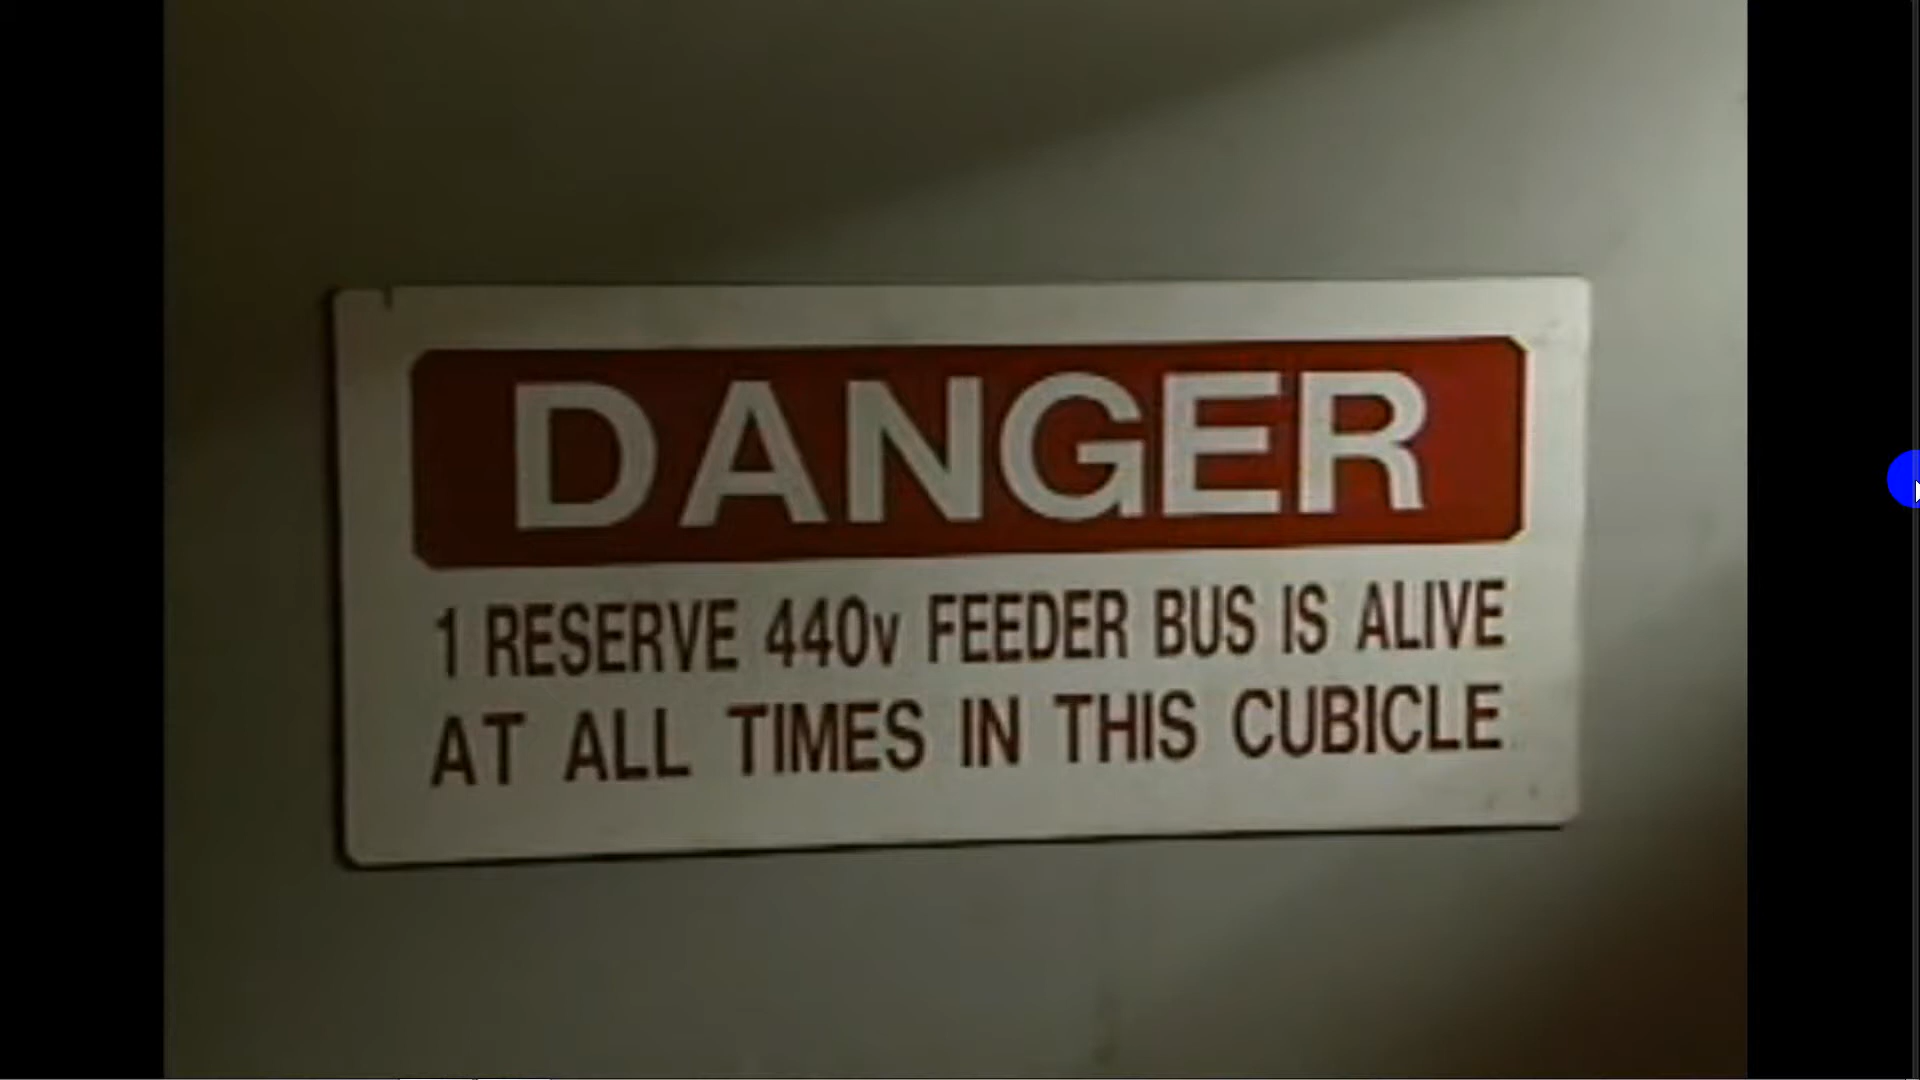 DANGER
1 RESERVE 440v FEEDER BUS IS ALIVE
AT ALL TIMES IN THIS CUBICLE